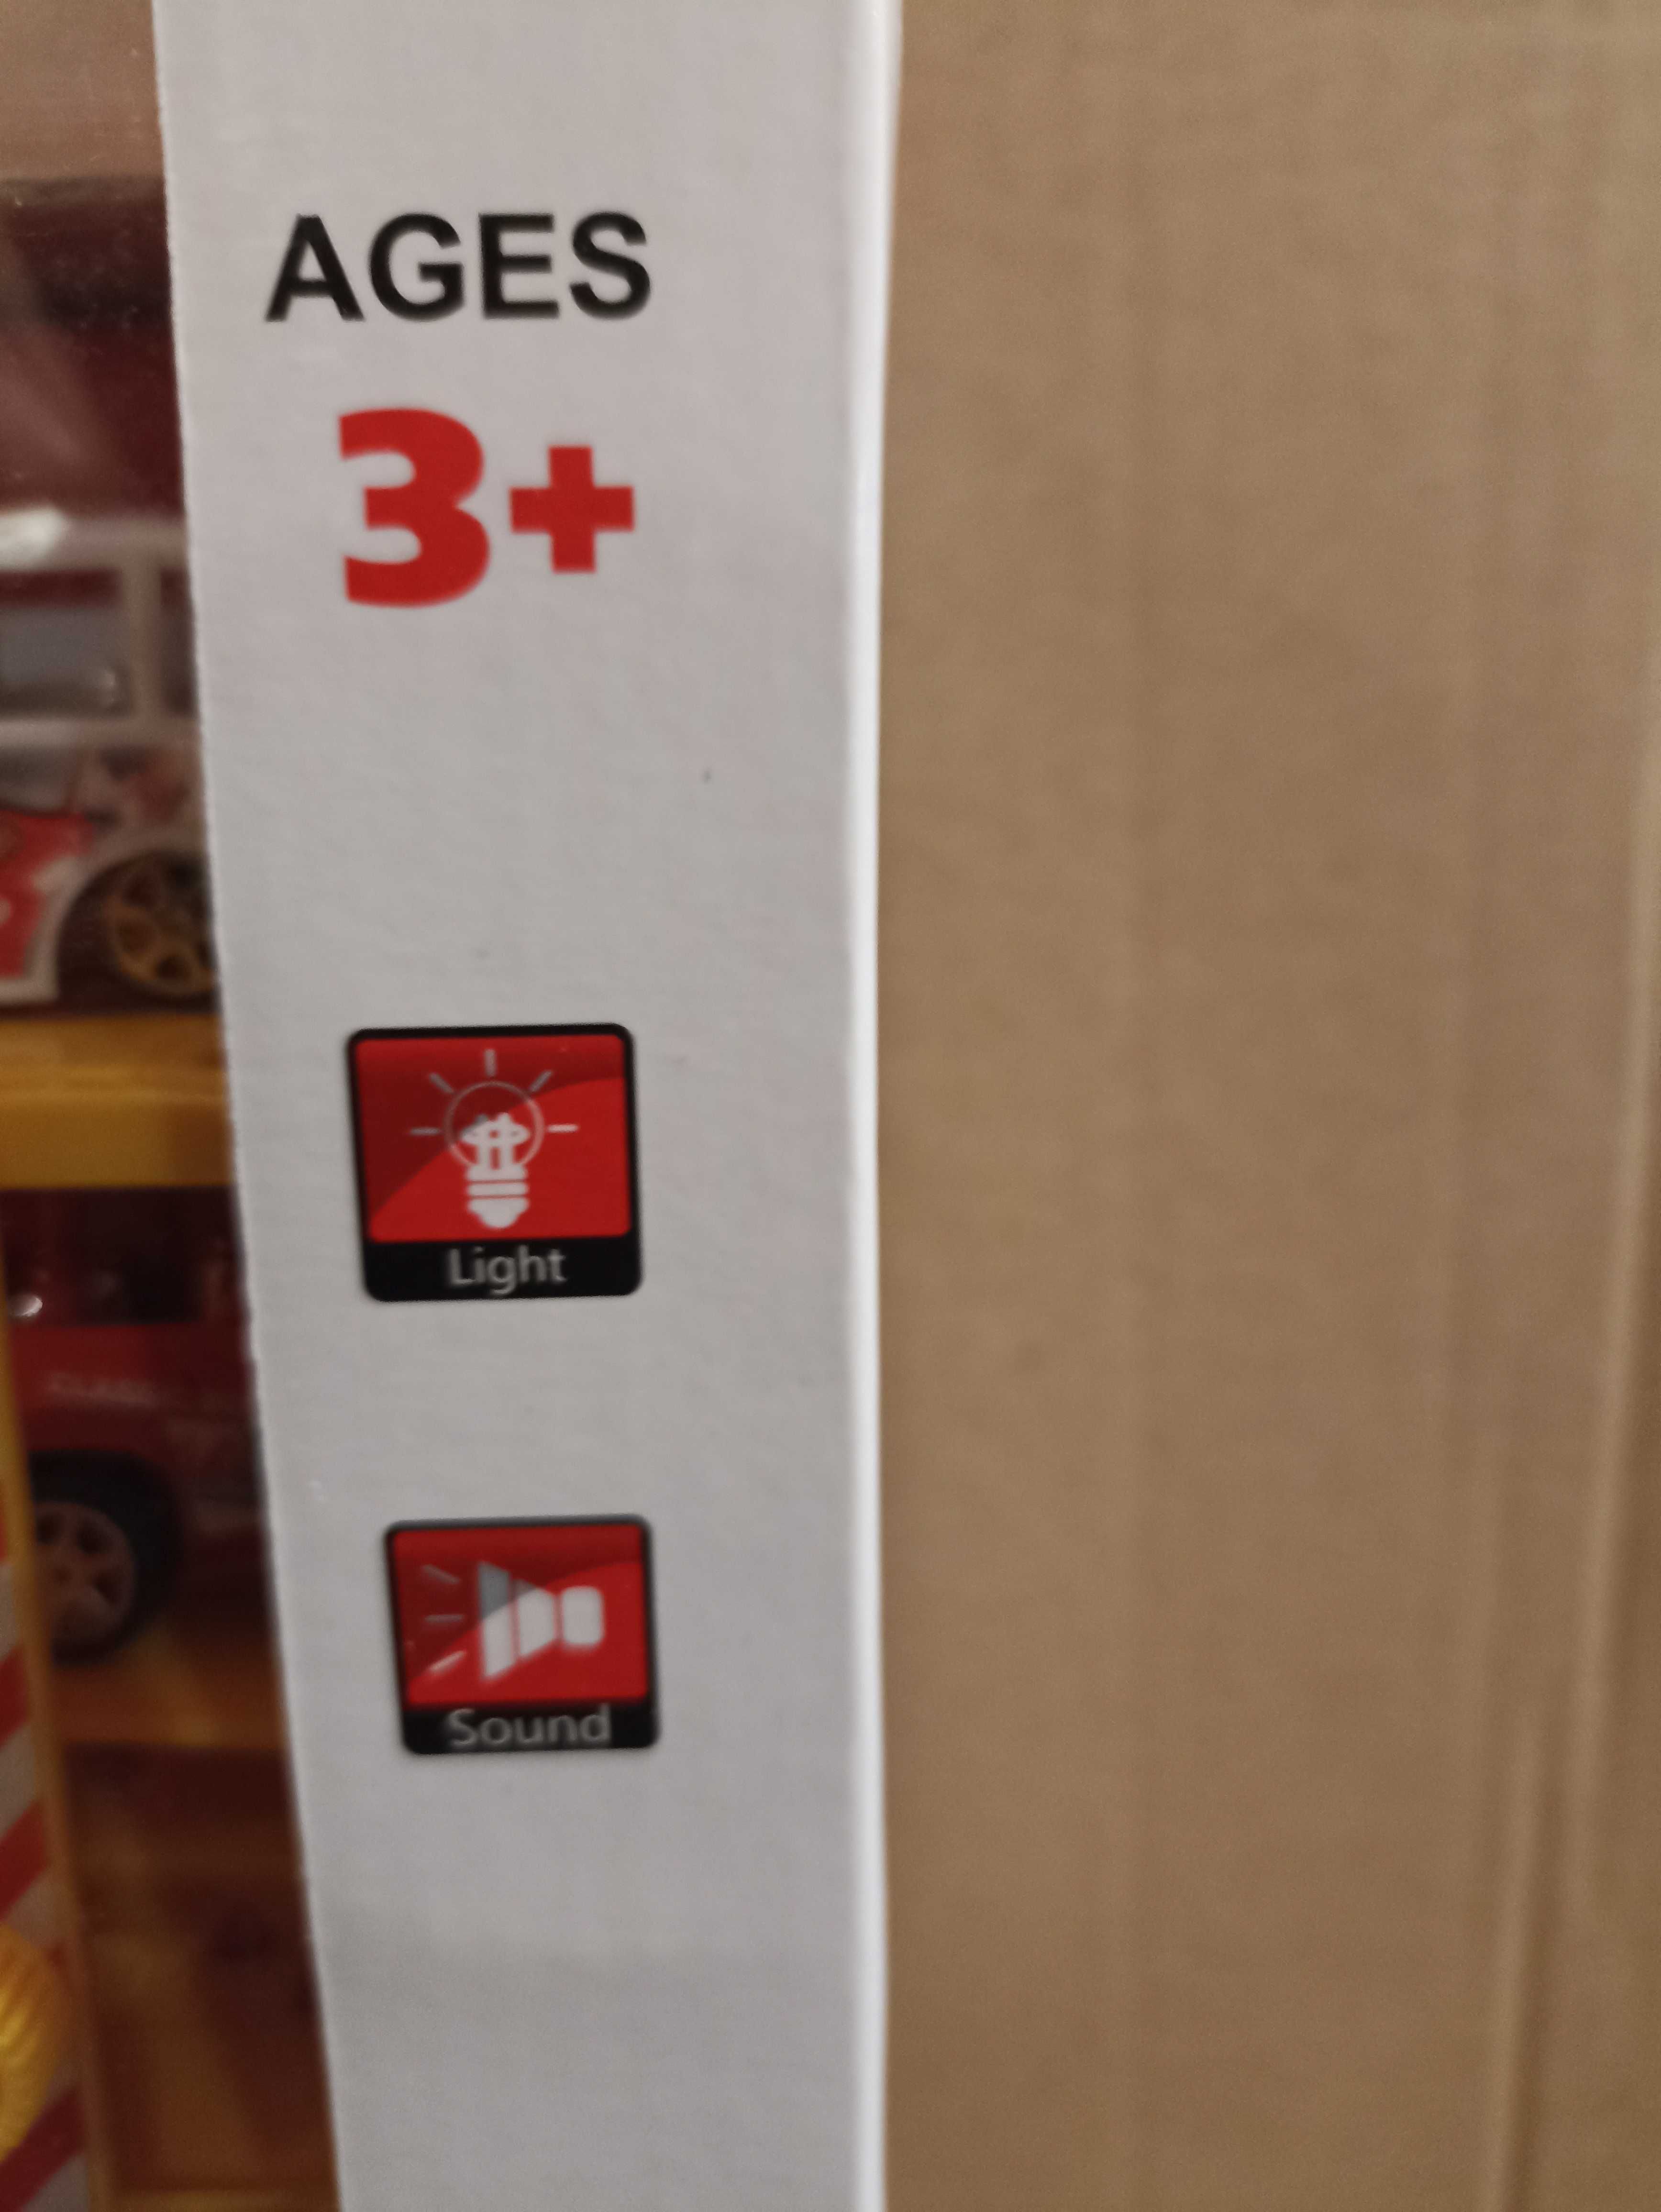 AGES
3+
Light
Sound